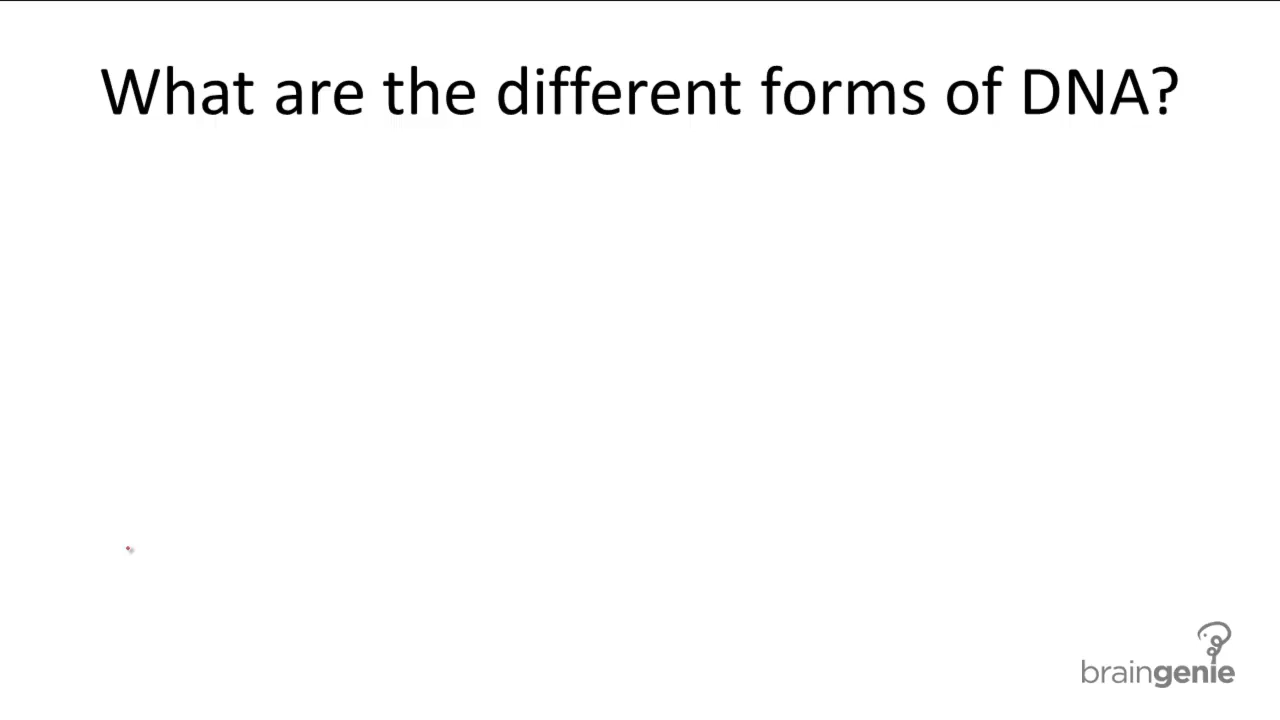 What are the different forms of DNA?
braingenie